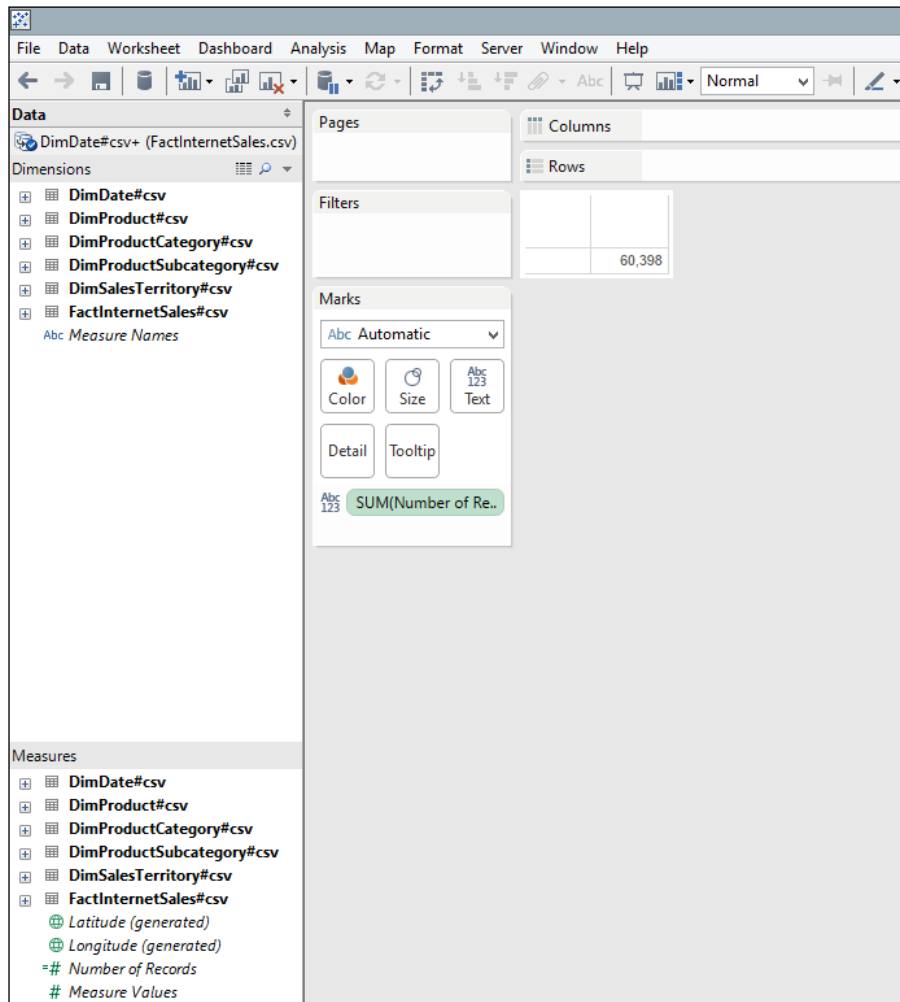 File Data Worksheet Dashboard Analysis Map Format Server Window Help
Abc Normal
Data
DimDate#csv+ (FactInternetSales.csv)
Dimensions
DimDate#csv
DimProduct#csv
DimProductCategory#csv
DimProductSubcategory#csv
DimSalesTerritory#csv
FactInternetSales#csv
Abc Measure Names
Measures
DimDate#csv
DimProduct#csv
DimProductCategory#csv
DimProductSubcategory#csv
DimSalesTerritory#csv
FactInternetSales#csv
Latitude (generated)
Longitude (generated)
=# Number of Records
# Measure Values
Pages
Filters
Marks
Abc Automatic
Color
Size
Abc
123
Text
Detail
Tooltip
Abc
123
SUM(Number of Re..
Columns
Rows
60,398